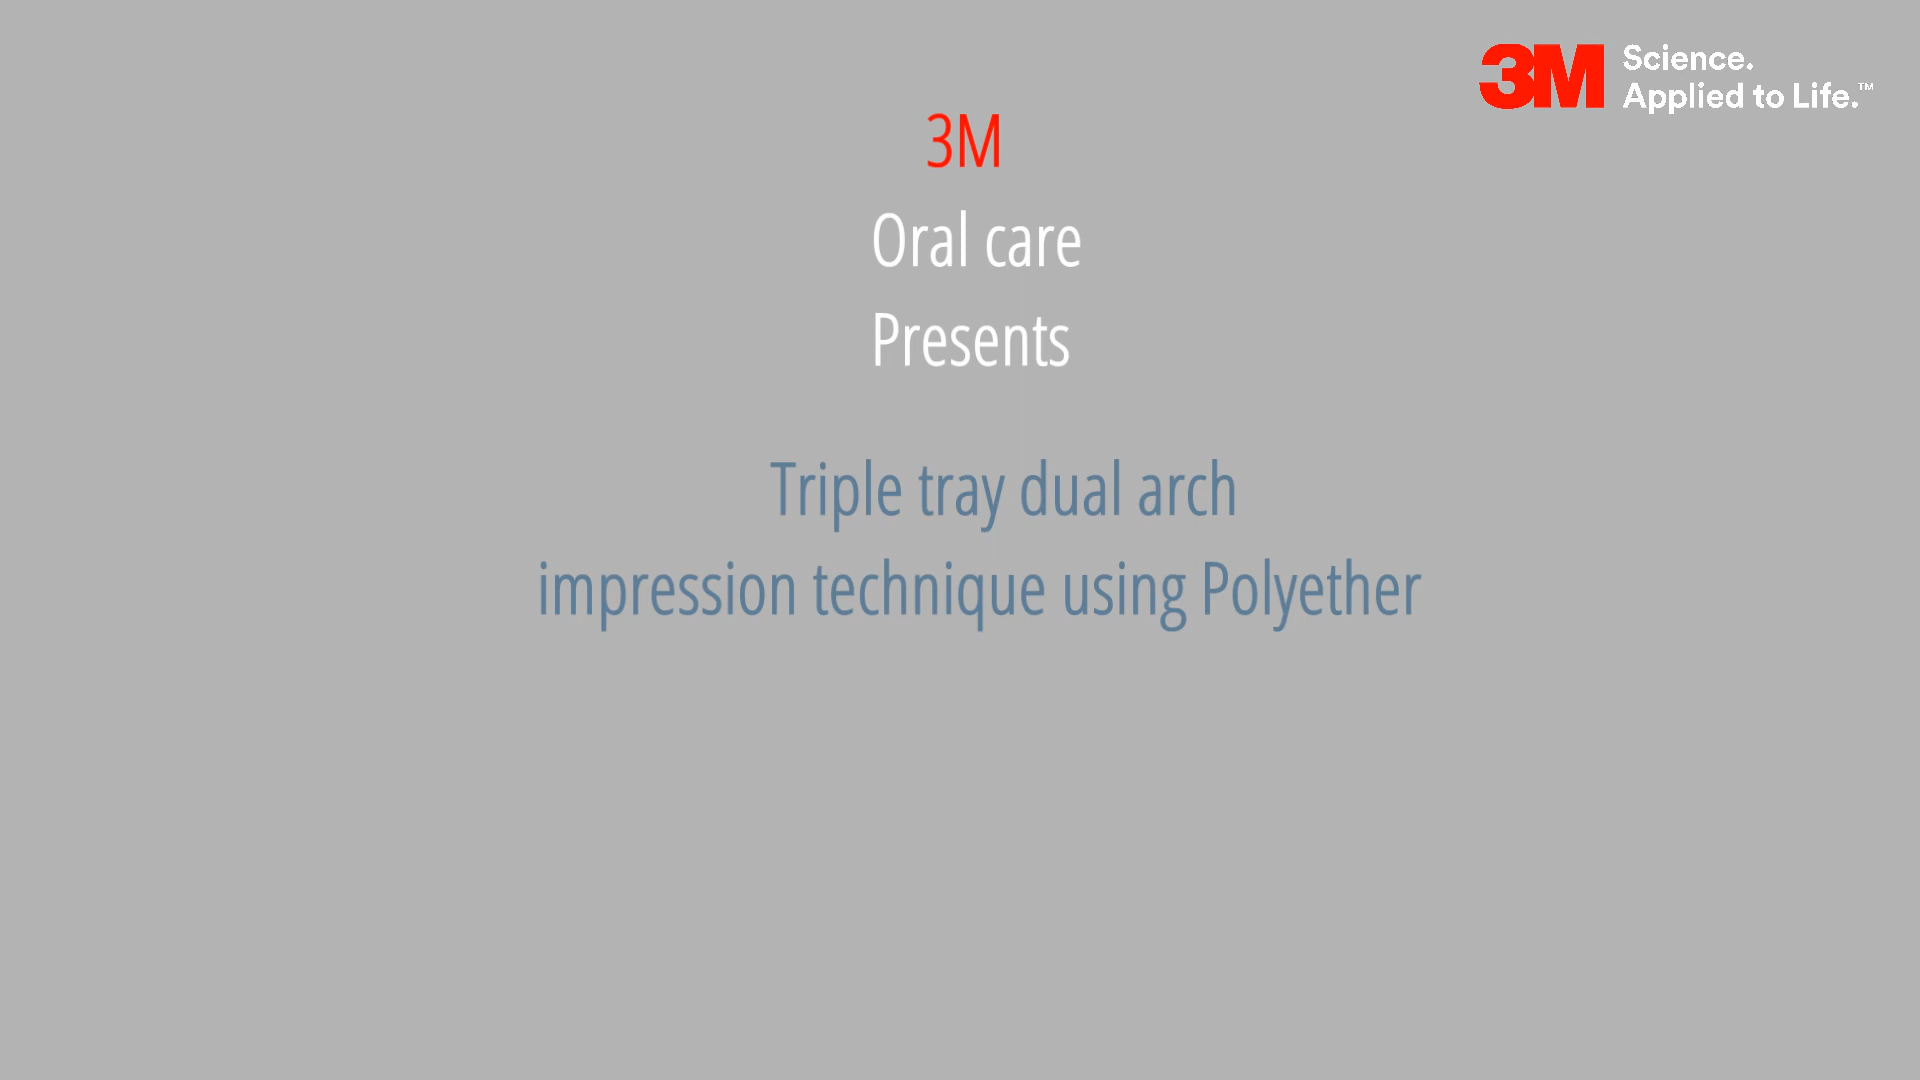 3M Science.
Applied to Life.™
3M
Oral care
Presents
Triple tray dual arch
impression technique using Polyether